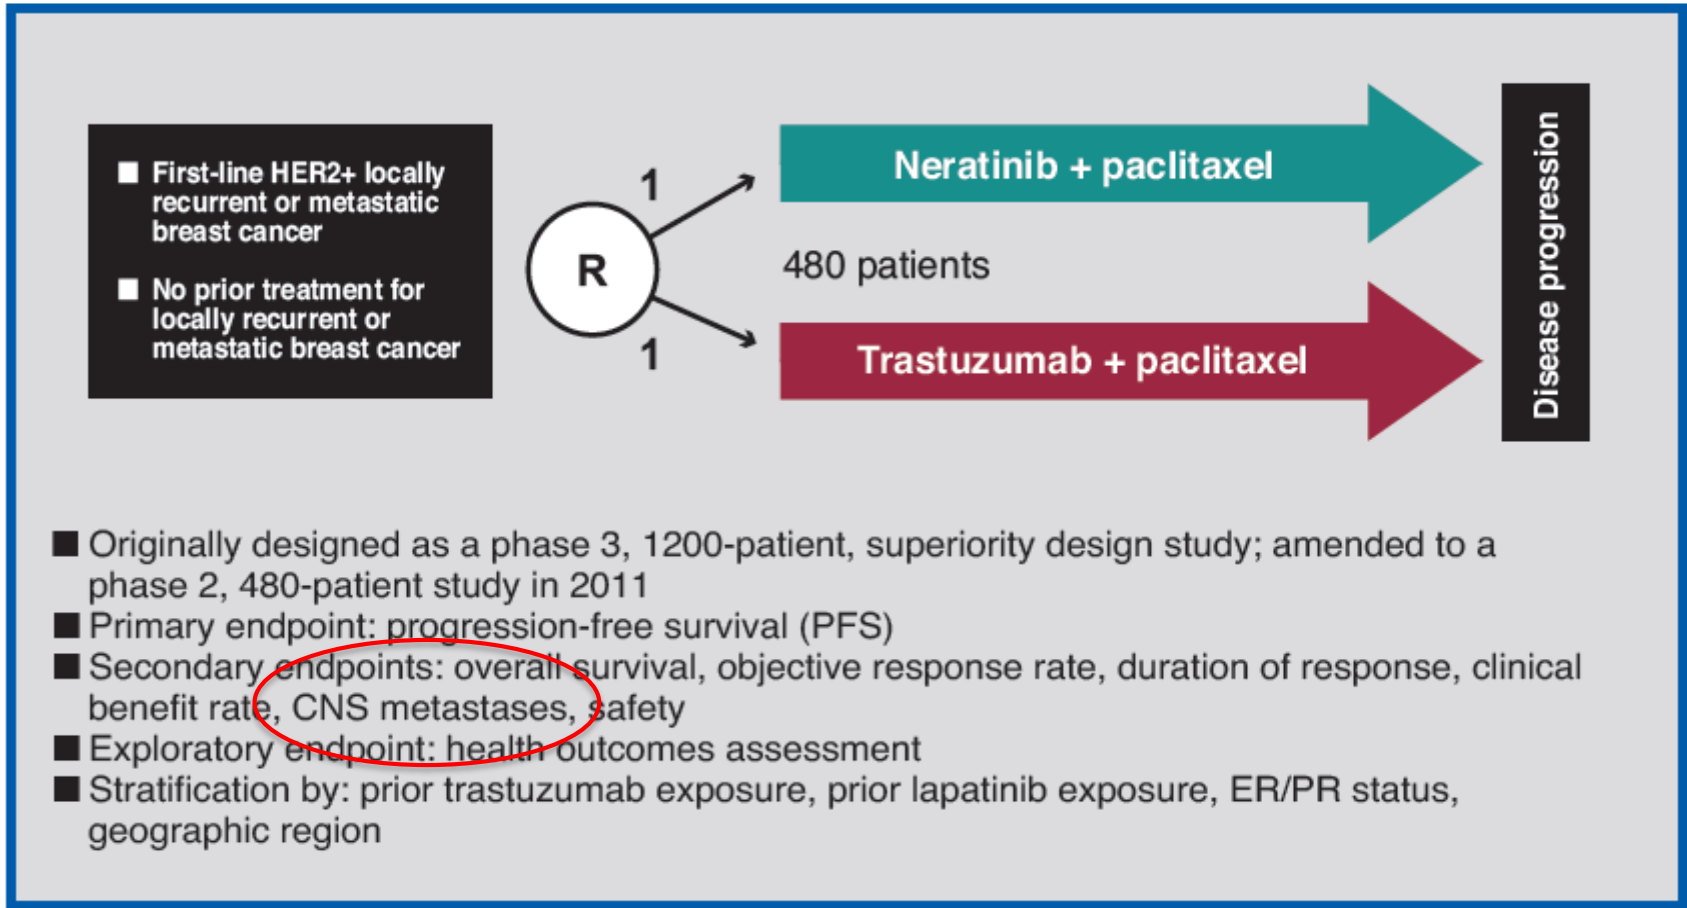 ■ First-line HER2+ locally
recurrent or metastatic
breast cancer
■ No prior treatment for
locally recurrent or
metastatic breast cancer
R
1
1
Neratinib + paclitaxel
480 patients
Trastuzumab + paclitaxel
Disease progression
■ Originally designed as a phase 3, 1200-patient, superiority design study; amended to a
phase 2, 480-patient study in 2011
■ Primary endpoint: progression-free survival (PFS)
■ Secondary endpoints: overall survival, objective response rate, duration of response, clinical
benefit rate, CNS metastases, safety
■ Exploratory endpoint: health outcomes assessment
■ Stratification by: prior trastuzumab exposure, prior lapatinib exposure, ER/PR status,
geographic region